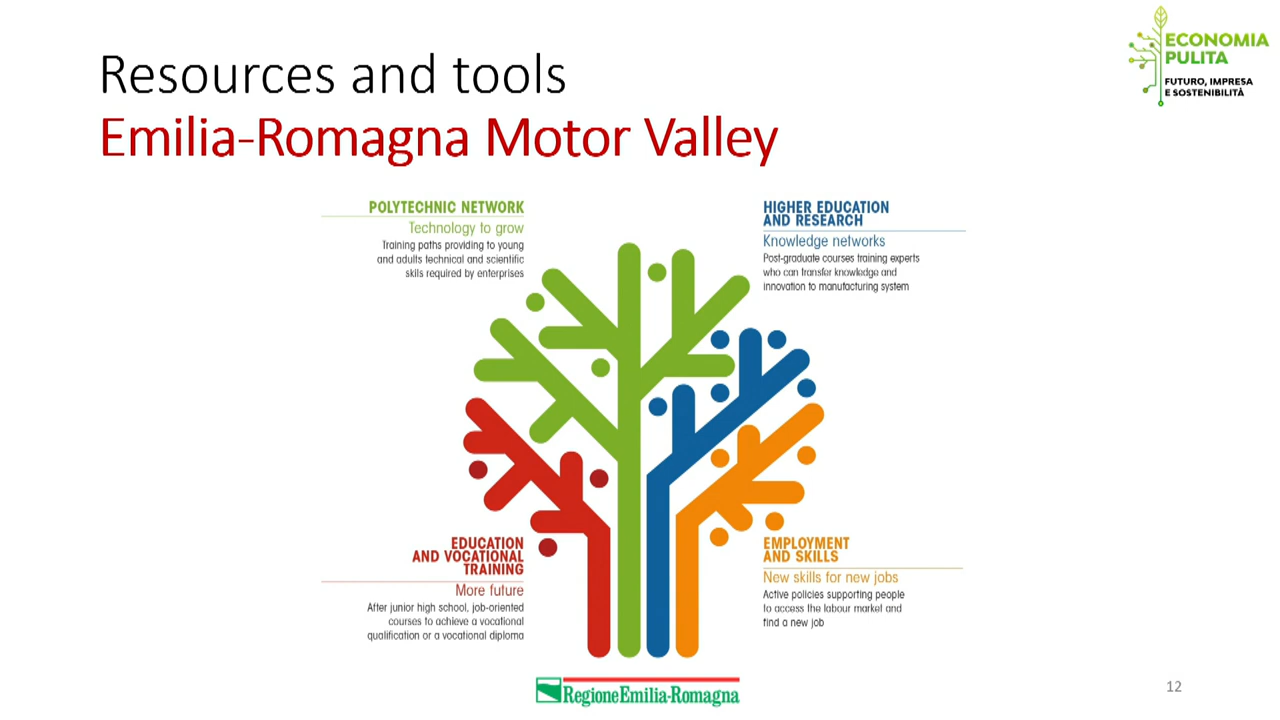 Resources and tools
Emilia-Romagna Motor Valley
ECONOMIA
PULITA
FUTURO, IMPRESA
E SOSTENIBILITÀ
POLYTECHNIC NETWORK
Technology to grow
Training paths providing to young
and adults technical and scientific
skils required by enterprises
HIGHER EDUCATION
AND RESEARCH
Knowledge networks
Post-graduate courses training experts
who can transfer knowledge and
innovation to manufacturing system
EDUCATION
AND VOCATIONAL
TRAINING
More future
After junior high school, job-oriented
courses to achieve a vocational
qualification or a vocational diploma
EMPLOYMENT
AND SKILLS
New skills for new jobs
Active policies supporting people
to access the labour market and
find a new job
RegioneEmilia-Romagna
12